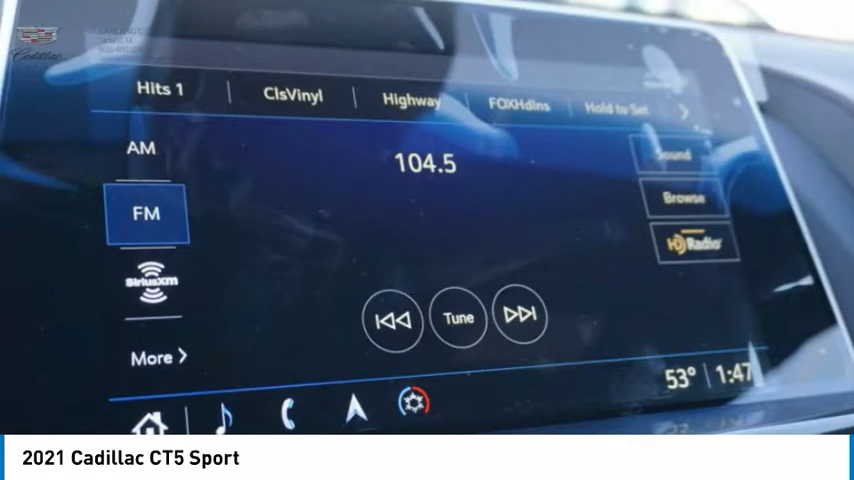 Cadillac
Hits 1
ClsVinyl
Highway
FOXHdlns
Hold to Set
AM
104.5
Sound
FM
Browse
HD Radio
SiriusXM
Tune
More
53° 1:47
2021 Cadillac CT5 Sport